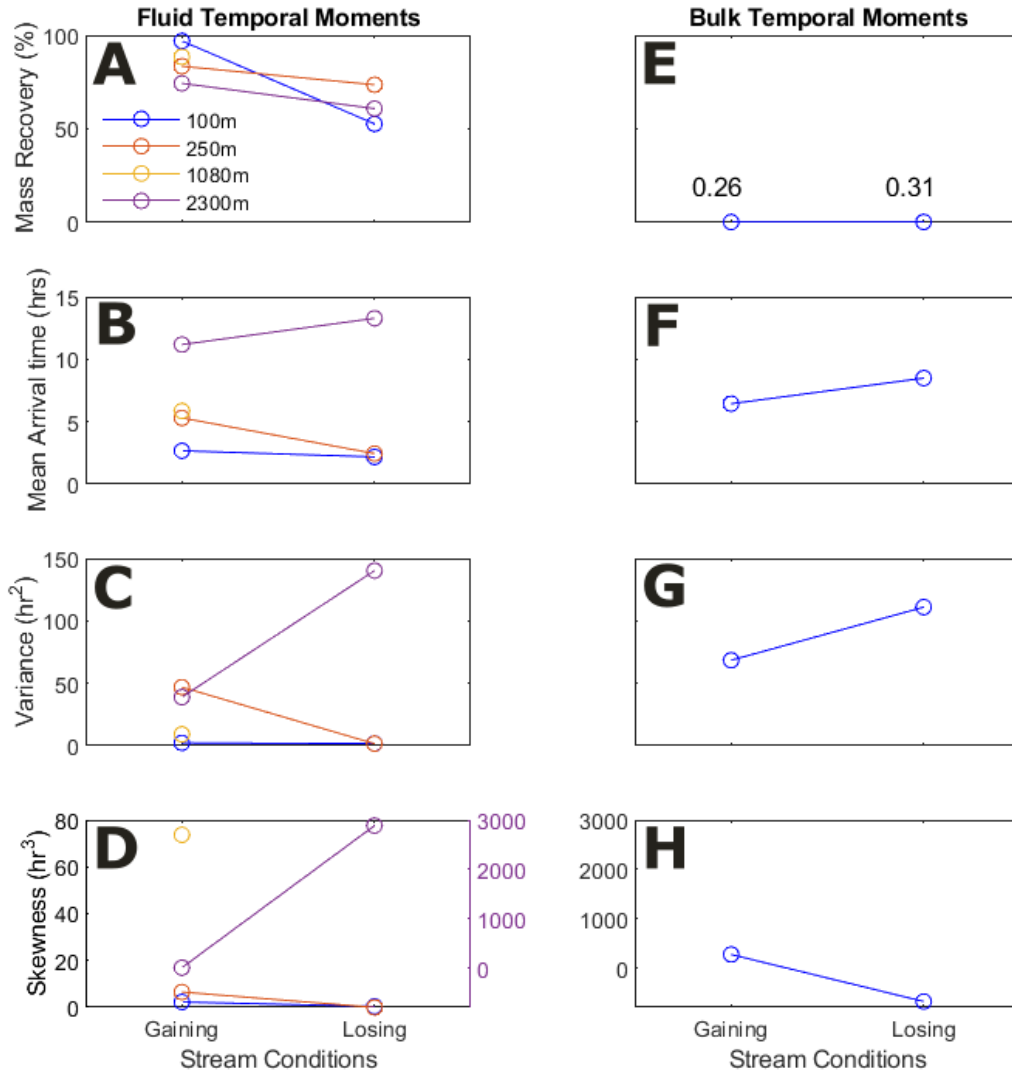 Fluid Temporal Moments
Bulk Temporal Moments
A
Mass Recovery (%)
100
50
0
100m
250m
1080m
2300m
E
0.26
0.31
B
Mean Arrival time (hrs)
15
10
5
0
F
C
Variance (hr²)
150
100
50
0
G
D
Skewness (hr³)
80
60
40
20
0
3000
2000
1000
0
Gaining
Losing
Stream Conditions
H
3000
2000
1000
0
Gaining
Losing
Stream Conditions